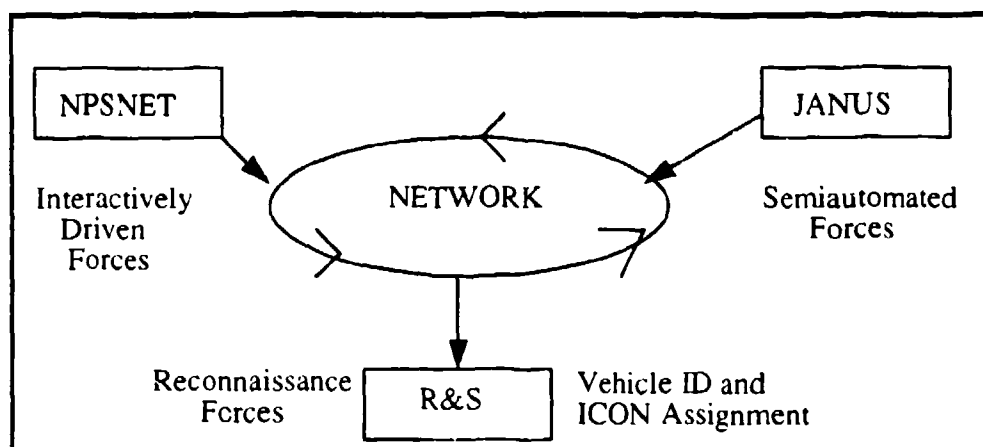 NPSNET
JANUS
NETWORK
Interactively
Driven
Forces
Semiautomated
Forces
Reconnaissance
Forces
R&S
Vehicle ID and
ICON Assignment